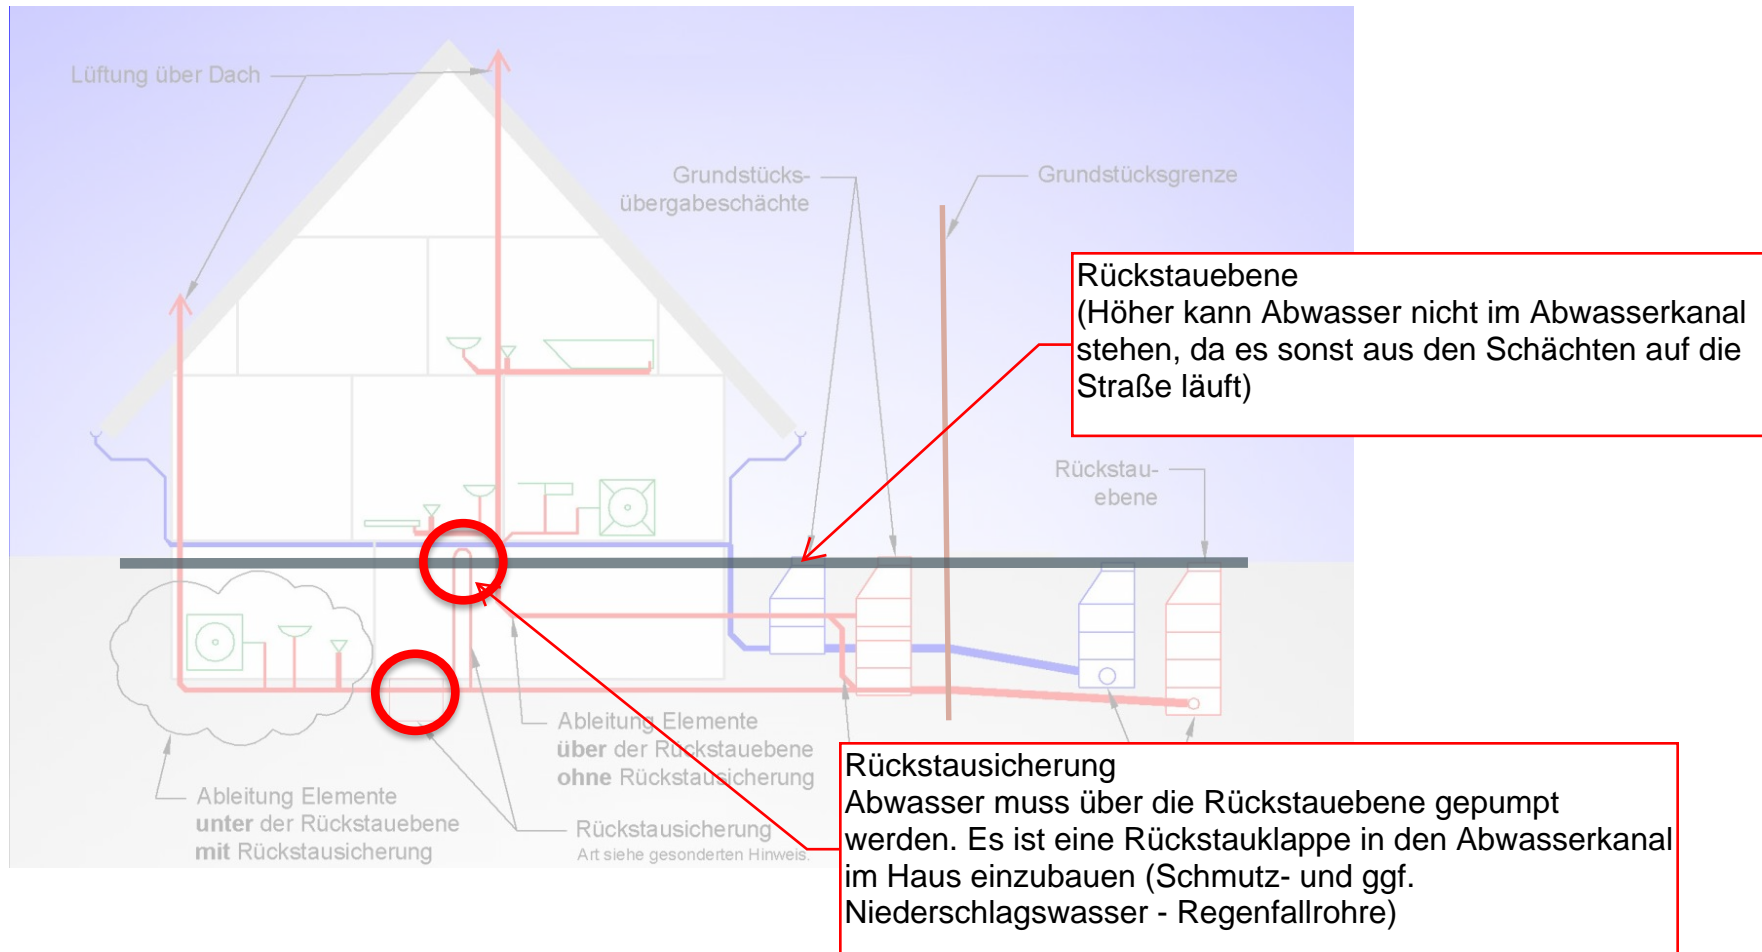 Lüftung über Dach
Grundstücks-
übergabeschächte
Grundstücksgrenze
Rückstauebene
(Höher kann Abwasser nicht im Abwasserkanal
stehen, da es sonst aus den Schächten auf die
Straße läuft)
Rückstau-
ebene
Ableitung Elemente
über der Rückstauebene
ohne Rückstausicherung
Ableitung Elemente
unter der Rückstauebene
mit Rückstausicherung
Rückstausicherung
Art siehe gesonderten Hinweis.
Rückstausicherung
Abwasser muss über die Rückstauebene gepumpt
werden. Es ist eine Rückstauklappe in den Abwasserkanal
im Haus einzubauen (Schmutz- und ggf.
Niederschlagswasser - Regenfallrohre)